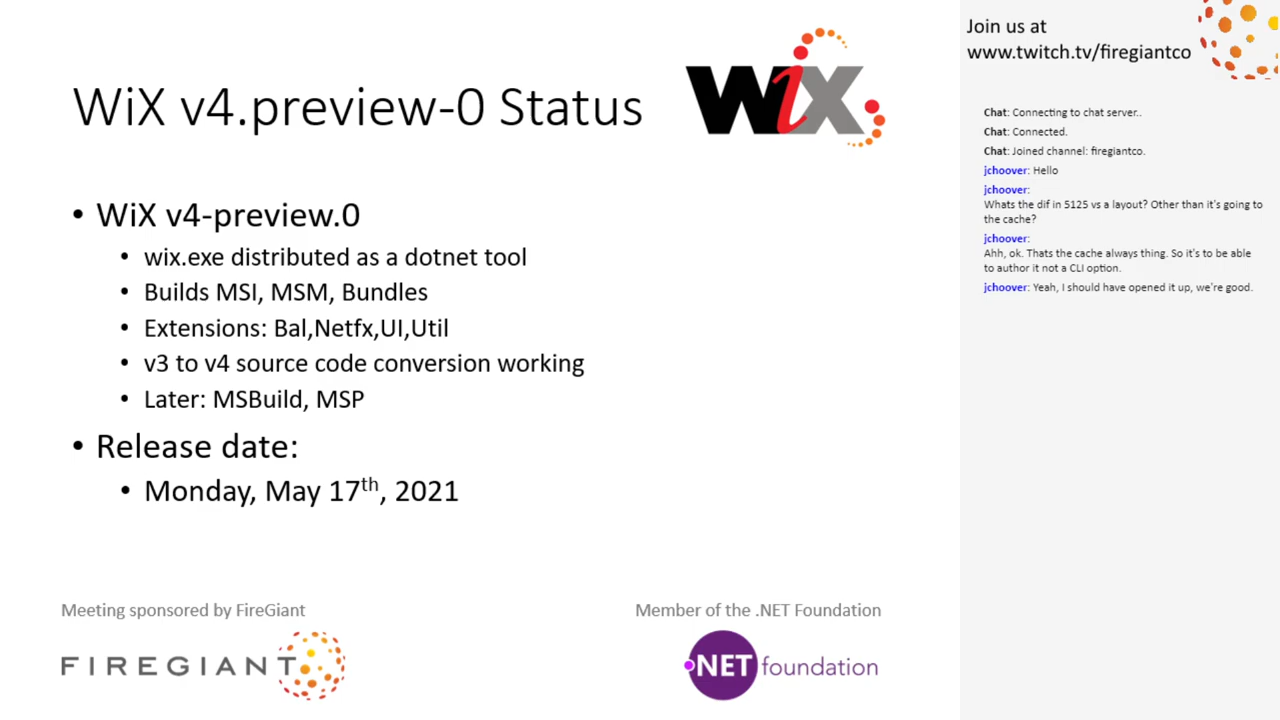 WiX v4.preview-0 Status
WiX
• WiX v4-preview.0
• wix.exe distributed as a dotnet tool
• Builds MSI, MSM, Bundles
• Extensions: Bal,Netfx,UI,Util
• v3 to v4 source code conversion working
• Later: MSBuild, MSP
• Release date:
• Monday, May 17th, 2021
Meeting sponsored by FireGiant
FIREGIANT
Member of the .NET Foundation
.NET foundation
Join us at
www.twitch.tv/firegiantco
Chat: Connecting to chat server..
Chat: Connected.
Chat: Joined channel: firegiantco.
jchoover: Hello
jchoover:
Whats the dif in 5125 vs a layout? Other than it's going to
the cache?
jchoover:
Ahh, ok. Thats the cache always thing. So it's to be able
to author it not a CLI option.
jchoover: Yeah, I should have opened it up, we're good.